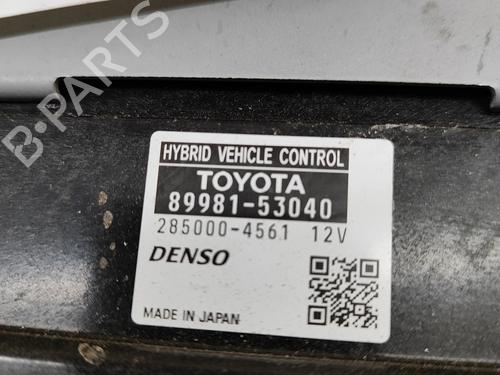 B-PARTS
HYBRID VEHICLE CONTROL
TOYOTA
89981-53040
285000-4561 12V
DENSO
MADE IN JAPAN